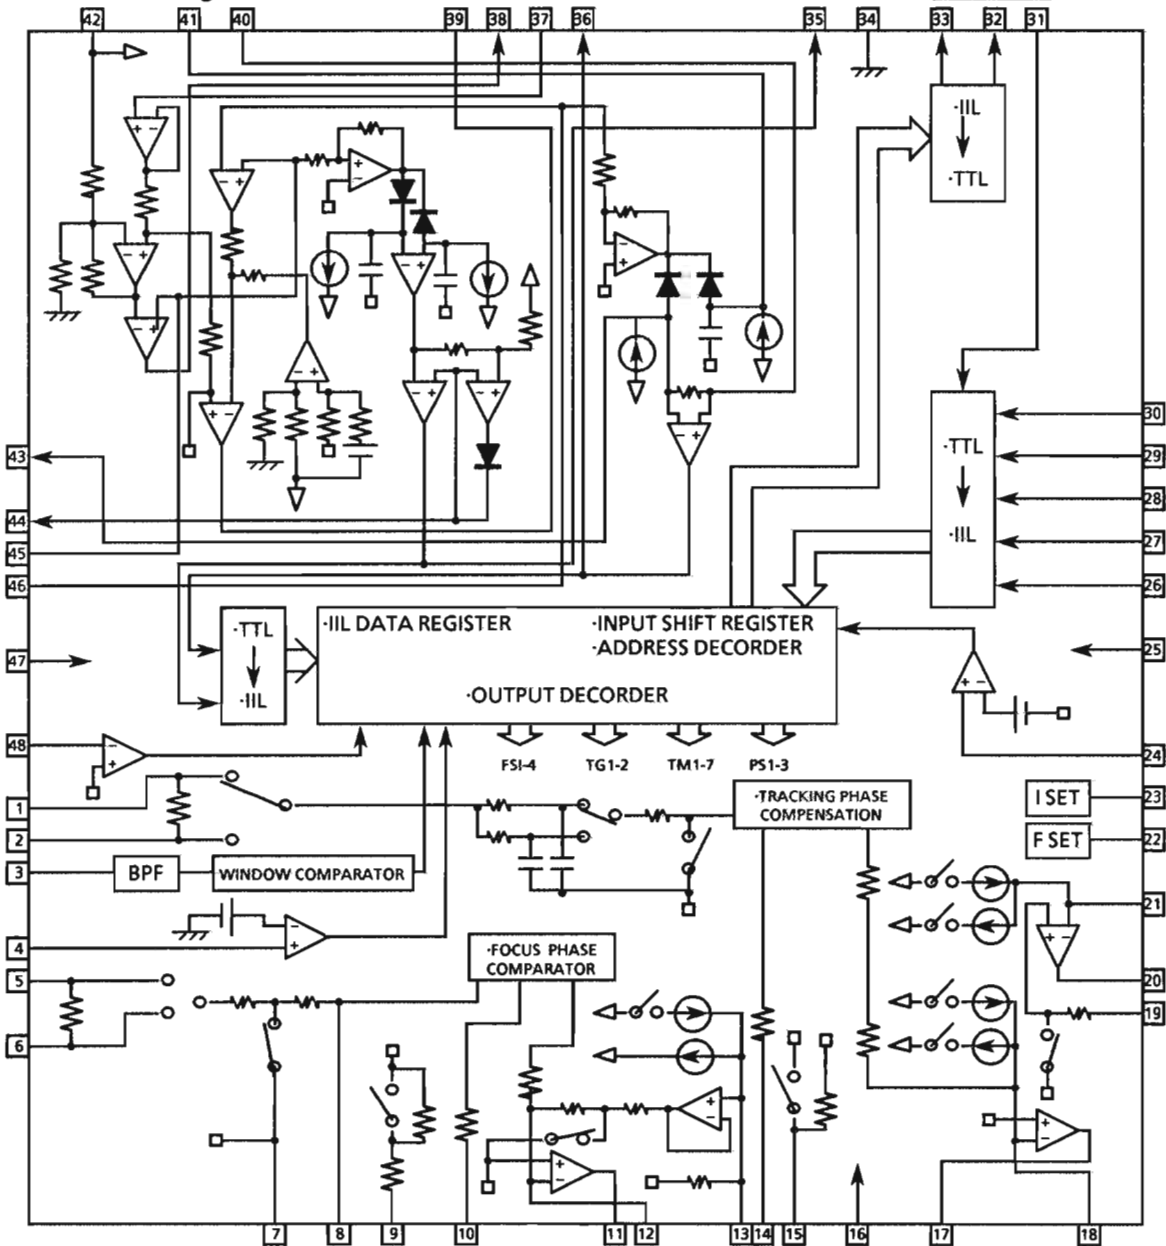 42 41 40 39 38 37 36 35 34 33 32 31
·IIL
·TTL
43
44
45
46
47
48
1
2
3
4
5
6
30
29
28
27
26
25
24
23
22
21
20
19
·TTL
·IIL
·TTL
·IIL
·IIL DATA REGISTER
·INPUT SHIFT REGISTER
·ADDRESS DECORDER
·OUTPUT DECORDER
FSI-4 TG1-2 TM1-7 PS1-3
·TRACKING PHASE
COMPENSATION
I SET
F SET
BPF
WINDOW COMPARATOR
·FOCUS PHASE
COMPARATOR
7 8 9 10 11 12 13 14 15 16 17 18